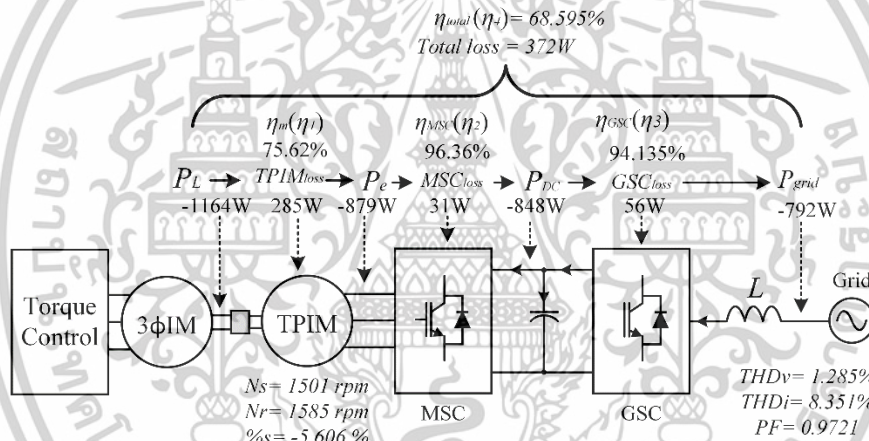 ηtotal(η4)= 68.595%
Total loss = 372W
ηm(η1) ηMSC(η2) ηGSC(η3)
75.62% 96.36% 94.135%
PL TPIMloss Pe MSCloss PDC GSCloss Pgrid
-1164W 285W -879W 31W -848W 56W -792W
Torque
Control
3ϕIM
TPIM
L
Grid
Ns= 1501 rpm
Nr= 1585 rpm
%s= -5.606 %
MSC
GSC
THDv= 1.285%
THDi= 8.351%
PF= 0.9721